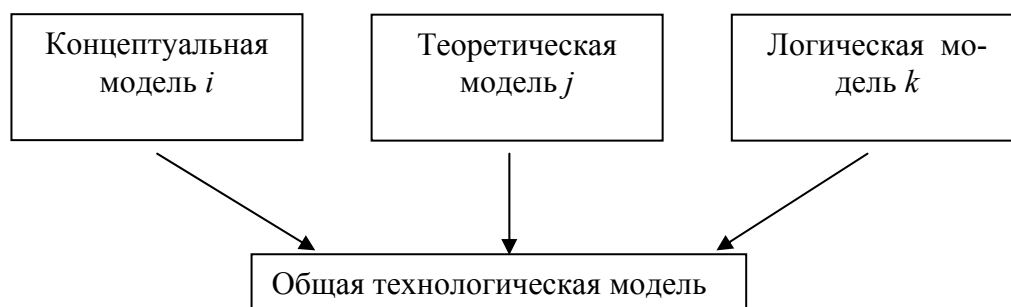 Концептуальная
модель i
Теоретическая
модель j
Логическая мо-
дель k
Общая технологическая модель